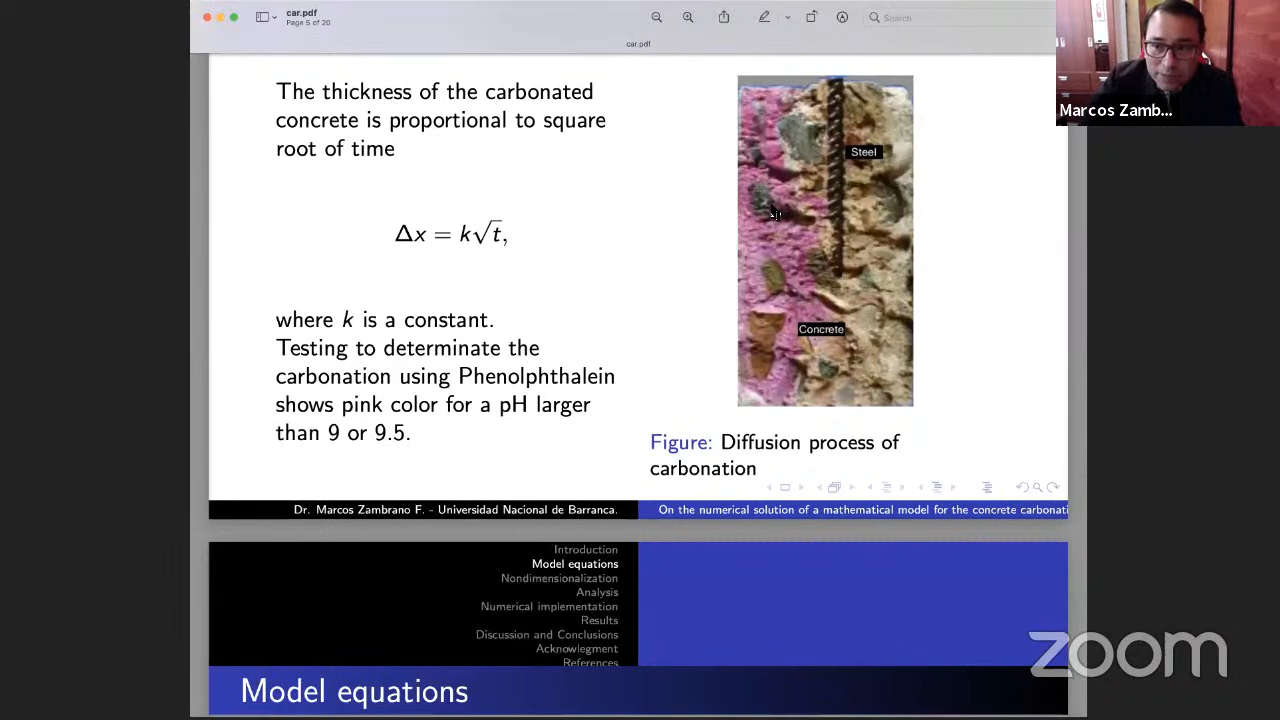 car.pdf
Page 5 of 20
Search
car.pdf
Marcos Zamb...
The thickness of the carbonated
concrete is proportional to square
root of time
Δx = k√t,
where k is a constant.
Testing to determinate the
carbonation using Phenolphthalein
shows pink color for a pH larger
than 9 or 9.5.
Steel
Concrete
Figure: Diffusion process of
carbonation
Dr. Marcos Zambrano F. - Universidad Nacional de Barranca.
On the numerical solution of a mathematical model for the concrete carbonati
Introduction
Model equations
Nondimensionalization
Analysis
Numerical implementation
Results
Discussion and Conclusions
Acknowlegment
References
Model equations
zoom